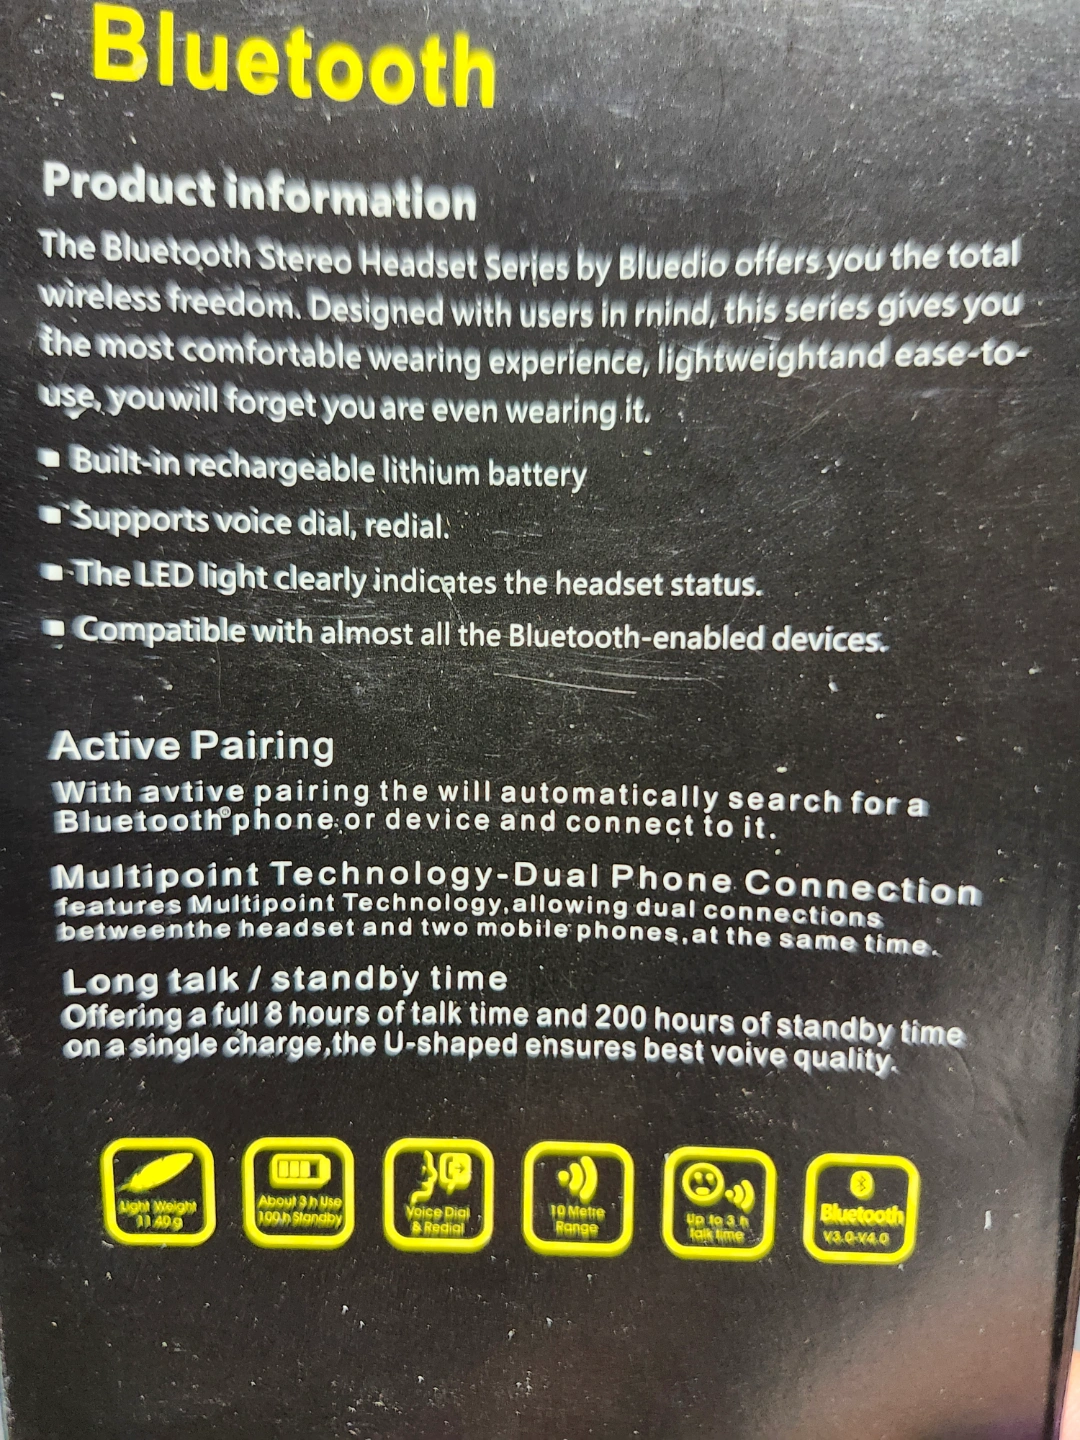 Bluetooth
Product information
The Bluetooth Stereo Headset Series by Bluedio offers you the total
wireless freedom. Designed with users in mind, this series gives you
the most comfortable wearing experience, lightweightand ease-to-
use, you will forget you are even wearing it.
▪ Built-in rechargeable lithium battery
▪ Supports voice dial, redial.
▪ The LED light clearly indicates the headset status.
▪ Compatible with almost all the Bluetooth-enabled devices.
Active Pairing
With avtive pairing the will automatically search for a
Bluetooth® phone or device and connect to it.
Multipoint Technology-Dual Phone Connection
features Multipoint Technology,allowing dual connections
betweenthe headset and two mobile phones,at the same time.
Long talk / standby time
Offering a full 8 hours of talk time and 200 hours of standby time
on a single charge,the U-shaped ensures best voive quality.
Light Weight
11.40 g
About 3 h Use
100 h Standby
Voice Dial
& Redial
10 Metre
Range
Up to 3 h
Talk time
Bluetooth
V3.0-V4.0